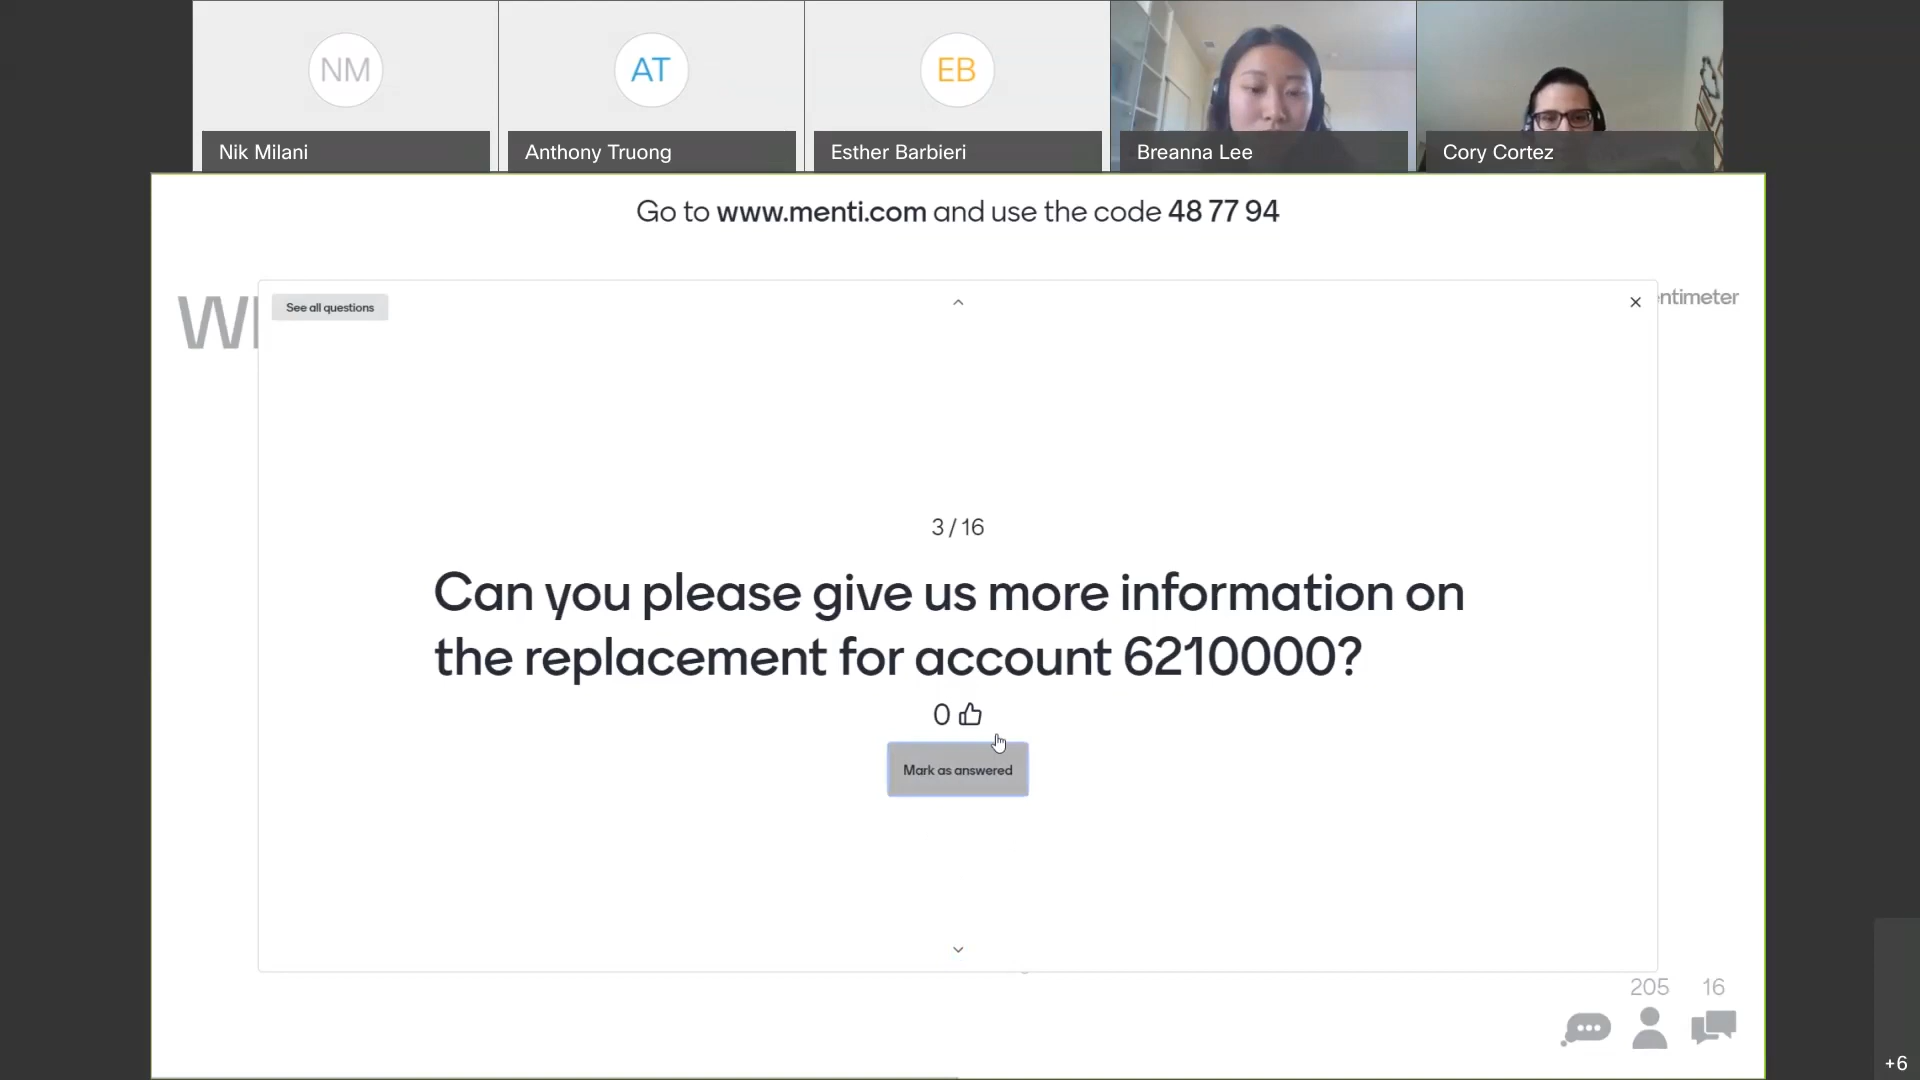 NM
AT
EB
Nik Milani
Anthony Truong
Esther Barbieri
Breanna Lee
Cory Cortez
Go to www.menti.com and use the code 48 77 94
See all questions
ntimeter
3 / 16
Can you please give us more information on
the replacement for account 6210000?
0
Mark as answered
205 16
+6